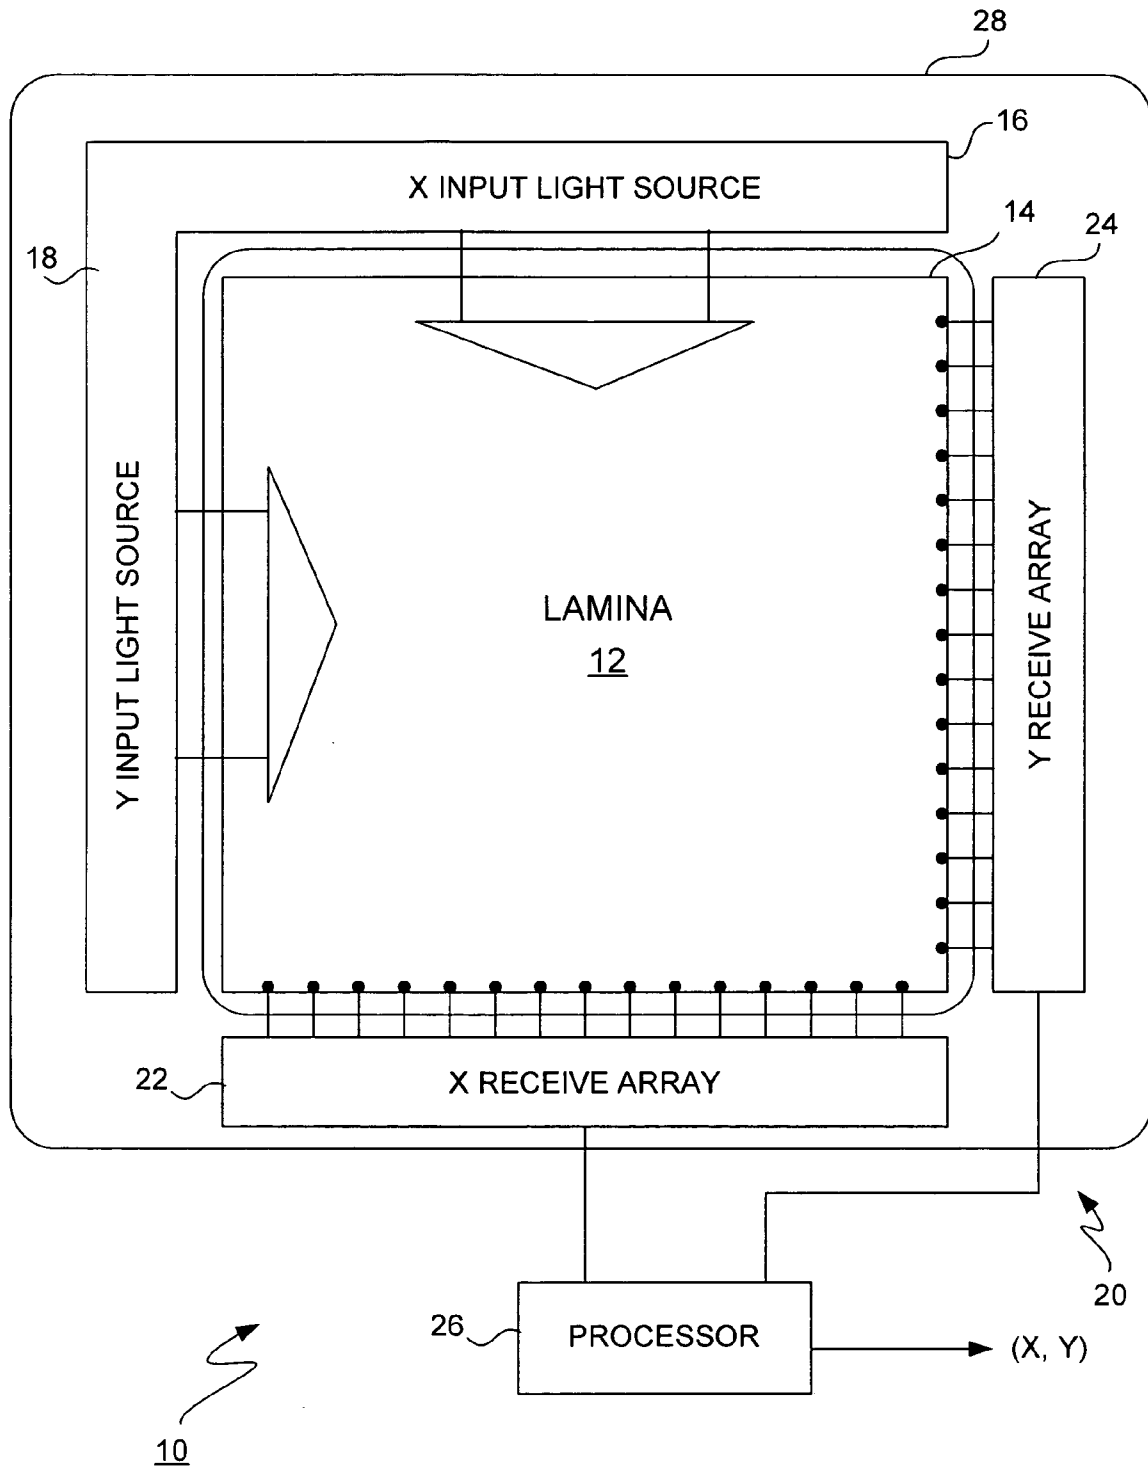 28
16
X INPUT LIGHT SOURCE
14
24
18
Y INPUT LIGHT SOURCE
LAMINA
12
Y RECEIVE ARRAY
22
X RECEIVE ARRAY
20
26
PROCESSOR
(X, Y)
10